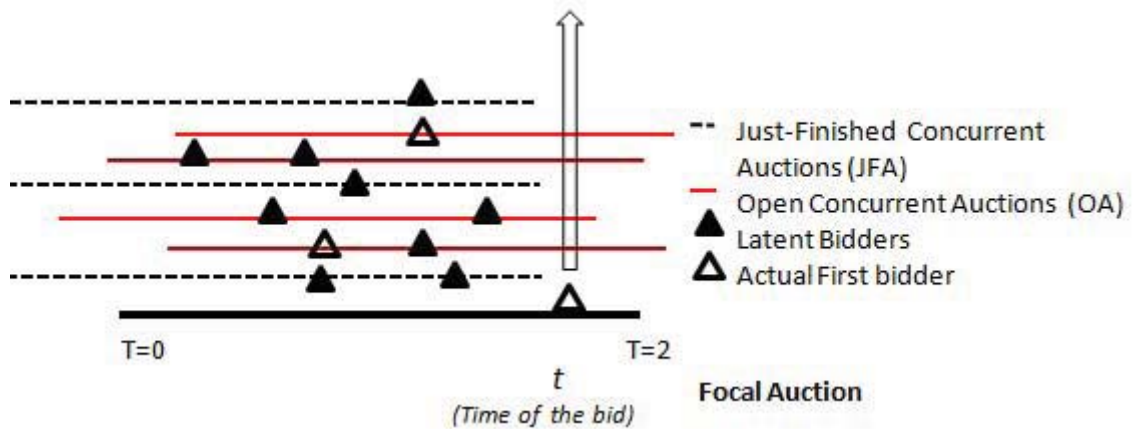 Just-Finished Concurrent
Auctions (JFA)
Open Concurrent Auctions (OA)
Latent Bidders
Actual First bidder
T=0
T=2
t
(Time of the bid)
Focal Auction